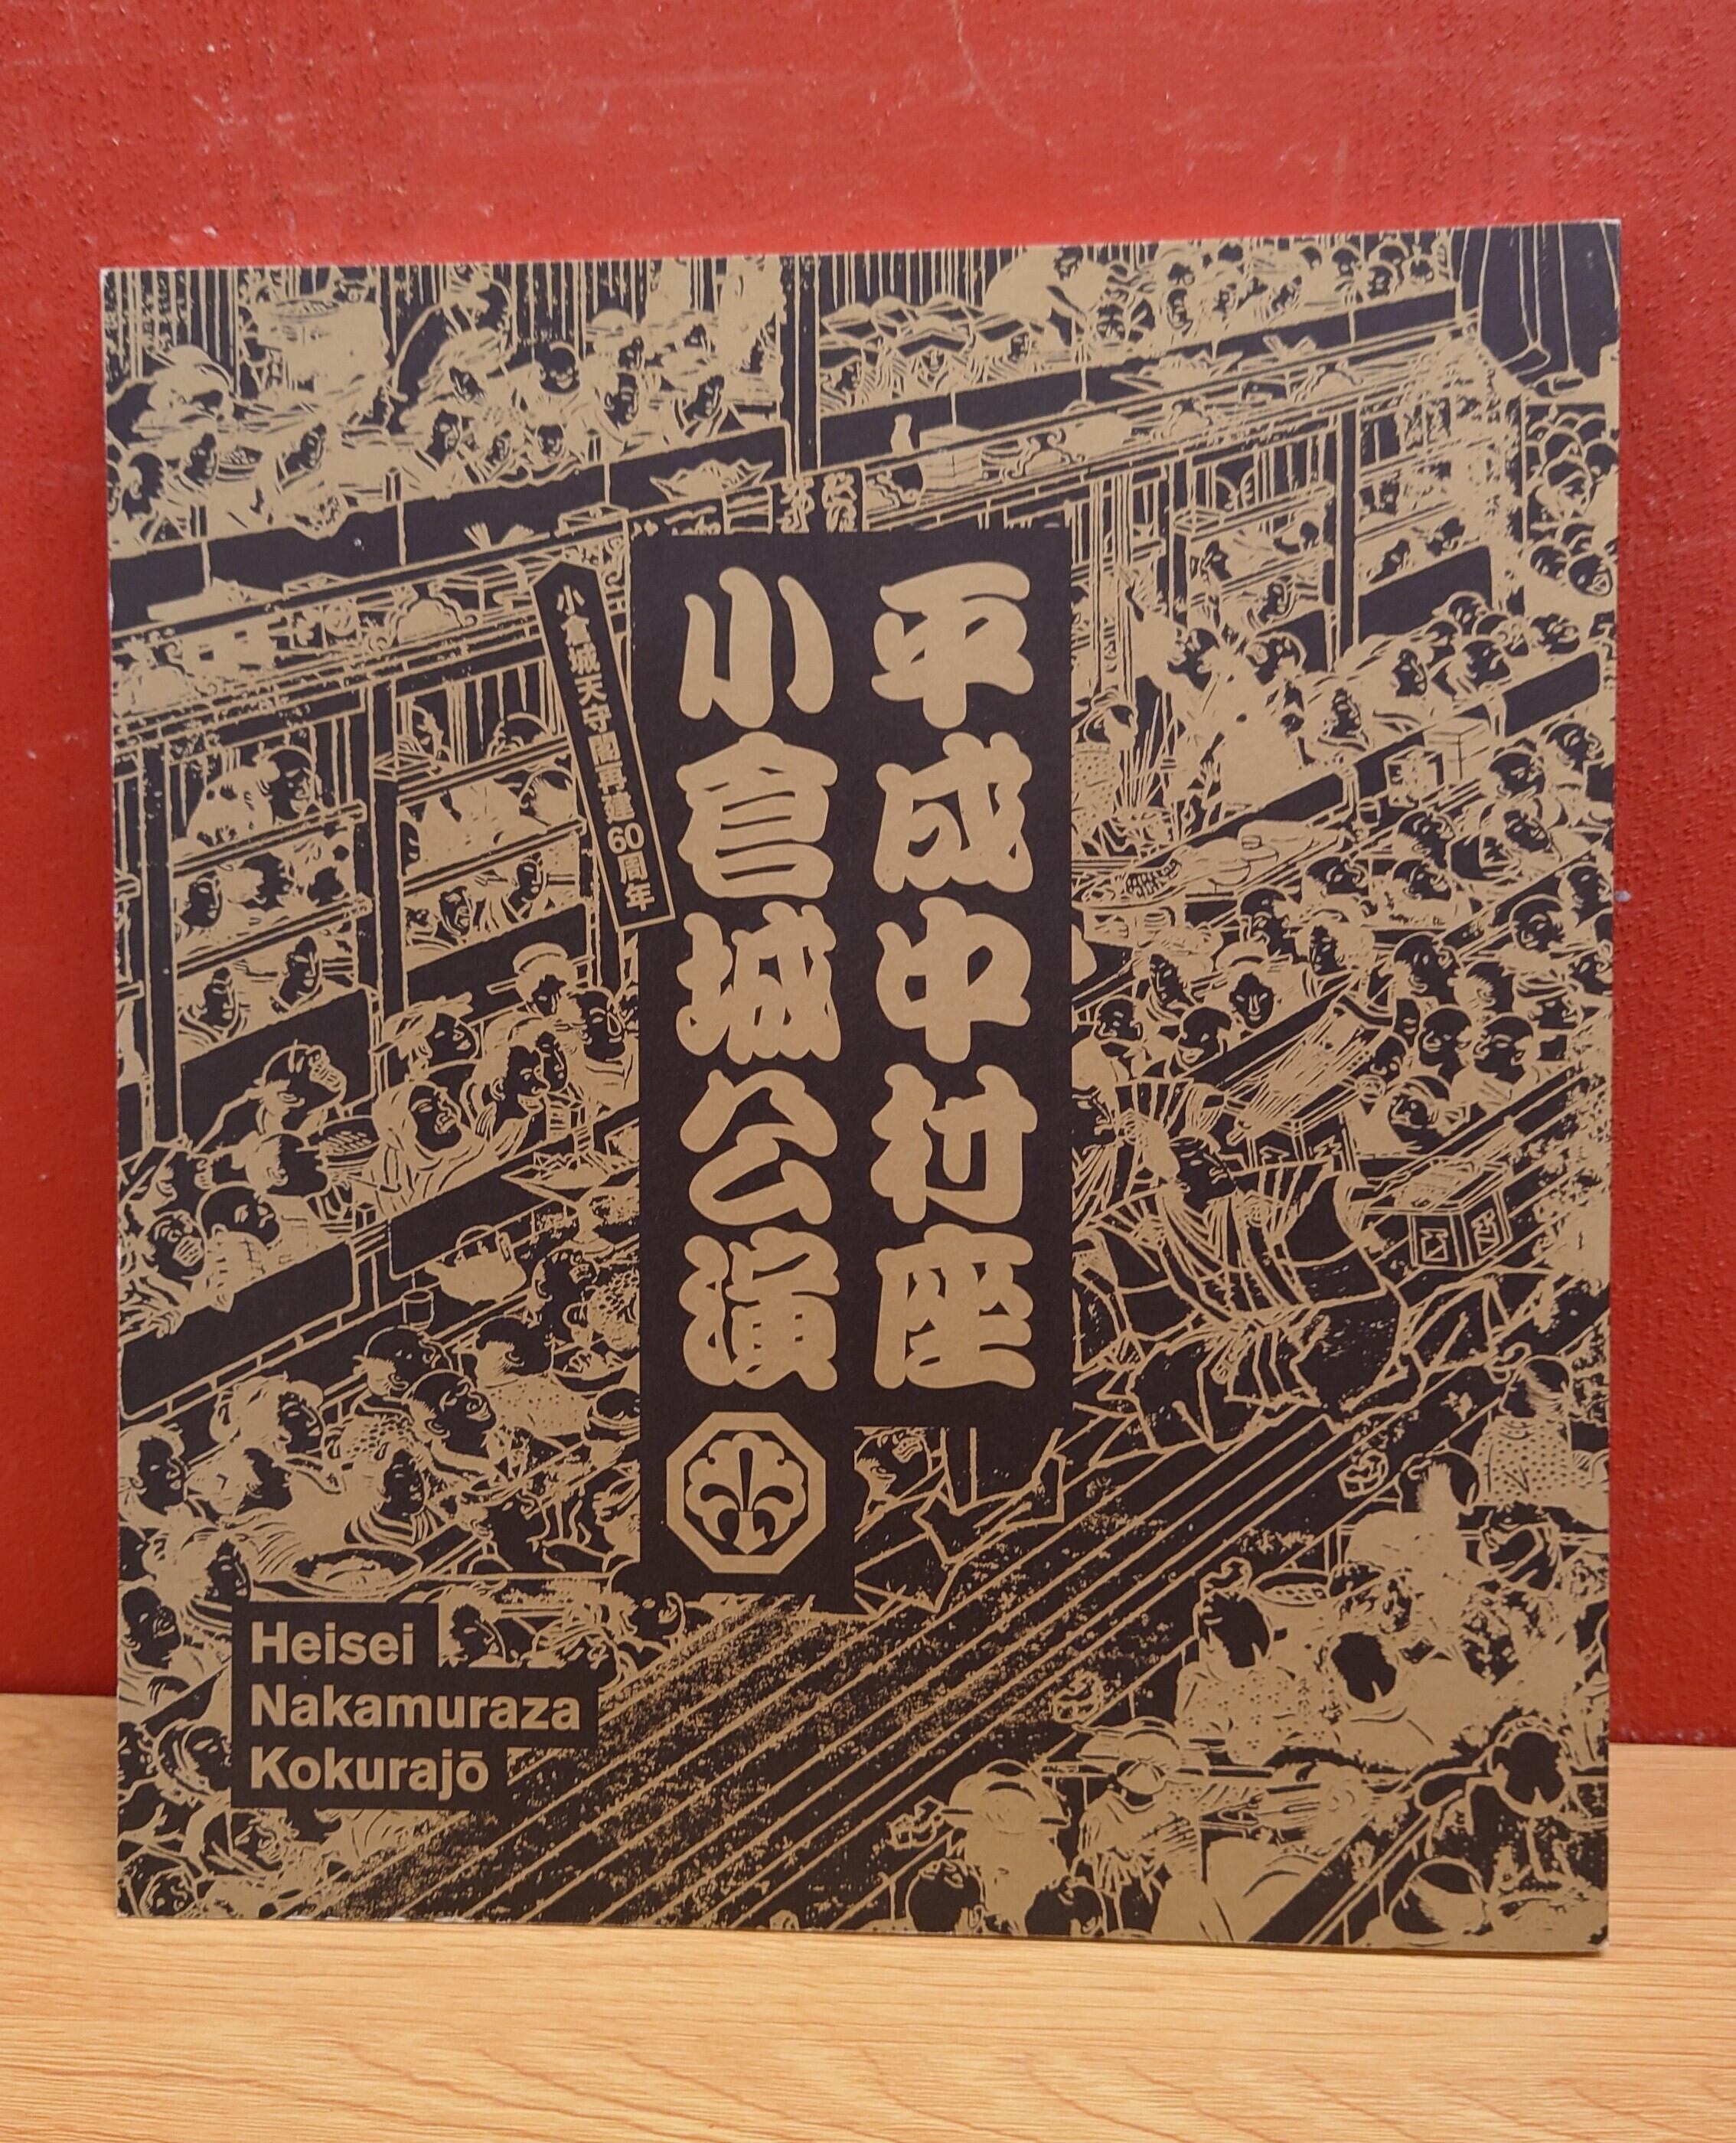 平成中村座
小倉城公演
小倉城天守閣再建60周年
Heisei
Nakamuraza
Kokurajō